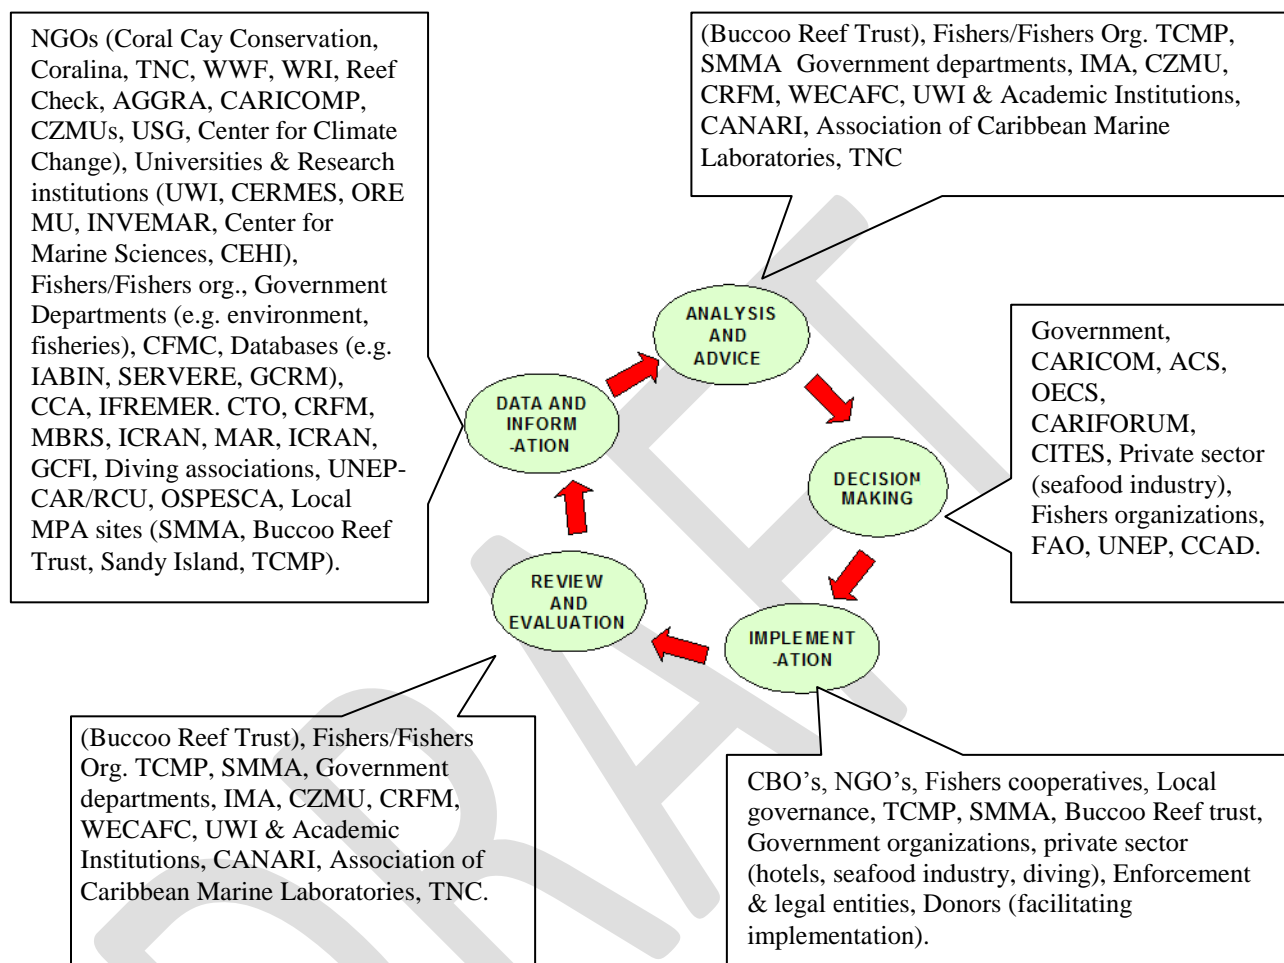 NGOs (Coral Cay Conservation,
Coralina, TNC, WWF, WRI, Reef
Check, AGGRA, CARICOMP,
CZMUs, USG, Center for Climate
Change), Universities & Research
institutions (UWI, CERMES, ORE
MU, INVEMAR, Center for
Marine Sciences, CEHI),
Fishers/Fishers org., Government
Departments (e.g. environment,
fisheries), CFMC, Databases (e.g.
IABIN, SERVERE, GCRM),
CCA, IFREMER. CTO, CRFM,
MBRS, ICRAN, MAR, ICRAN,
GCFI, Diving associations, UNEP-
CAR/RCU, OSPESCA, Local
MPA sites (SMMA, Buccoo Reef
Trust, Sandy Island, TCMP).
(Buccoo Reef Trust), Fishers/Fishers Org. TCMP,
SMMA  Government departments, IMA, CZMU,
CRFM, WECAFC, UWI & Academic Institutions,
CANARI, Association of Caribbean Marine
Laboratories, TNC
ANALYSIS
AND
ADVICE
DATA AND
INFORM
-ATION
DECISION
MAKING
Government,
CARICOM, ACS,
OECS,
CARIFORUM,
CITES, Private sector
(seafood industry),
Fishers organizations,
FAO, UNEP, CCAD.
REVIEW
AND
EVALUATION
IMPLEMENT
-ATION
(Buccoo Reef Trust), Fishers/Fishers
Org. TCMP, SMMA, Government
departments, IMA, CZMU, CRFM,
WECAFC, UWI & Academic
Institutions, CANARI, Association of
Caribbean Marine Laboratories, TNC.
CBO’s, NGO’s, Fishers cooperatives, Local
governance, TCMP, SMMA, Buccoo Reef trust,
Government organizations, private sector
(hotels, seafood industry, diving), Enforcement
& legal entities, Donors (facilitating
implementation).
DRAFT